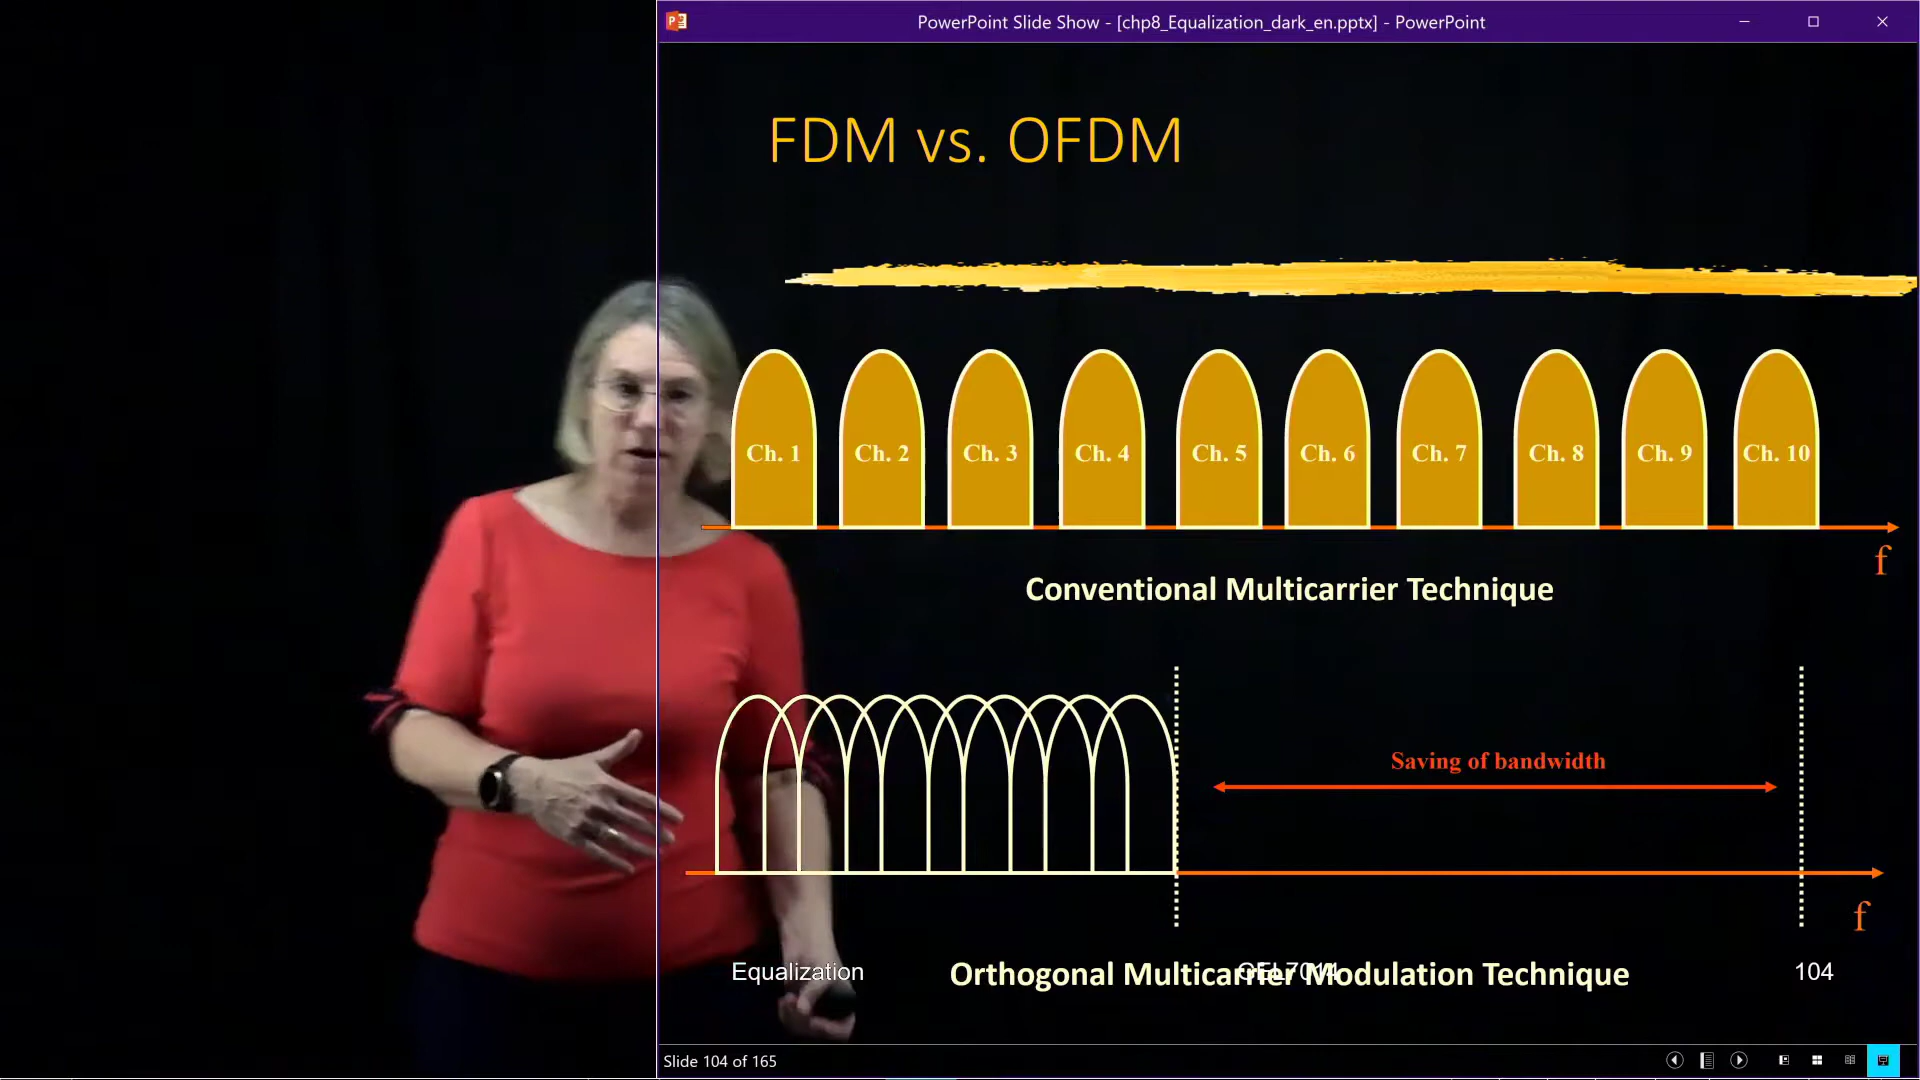 PowerPoint Slide Show - [chp8_Equalization_dark_en.pptx] - PowerPoint
FDM vs. OFDM
Ch. 1 Ch. 2 Ch. 3 Ch. 4 Ch. 5 Ch. 6 Ch. 7 Ch. 8 Ch. 9 Ch. 10
f
Conventional Multicarrier Technique
Saving of bandwidth
f
Equalization
Orthogonal Multicarrier Modulation Technique
GEL7014
104
Slide 104 of 165